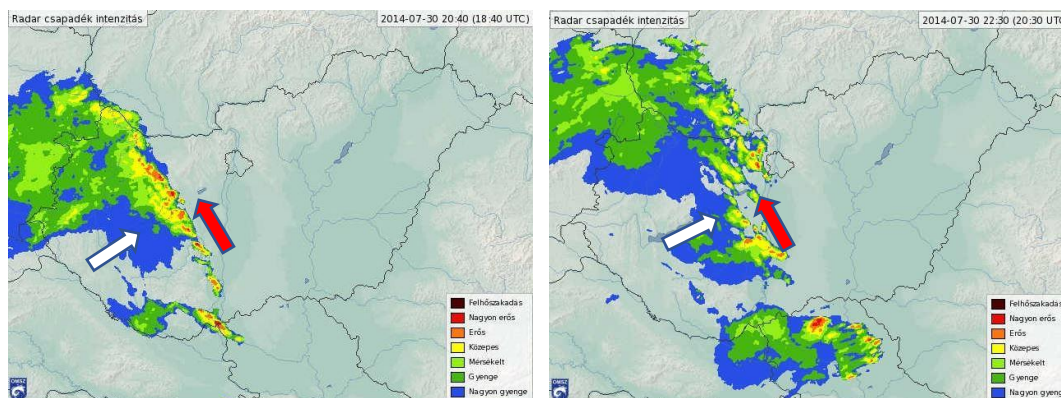 Radar csapadék intenzitás
2014-07-30 20:40 (18:40 UTC)
Felhőszakadás
Nagyon erős
Erős
Közepes
Mérsékelt
Gyenge
Nagyon gyenge
OMSZ
Radar csapadék intenzitás
2014-07-30 22:30 (20:30 UTC)
Felhőszakadás
Nagyon erős
Erős
Közepes
Mérsékelt
Gyenge
Nagyon gyenge
OMSZ